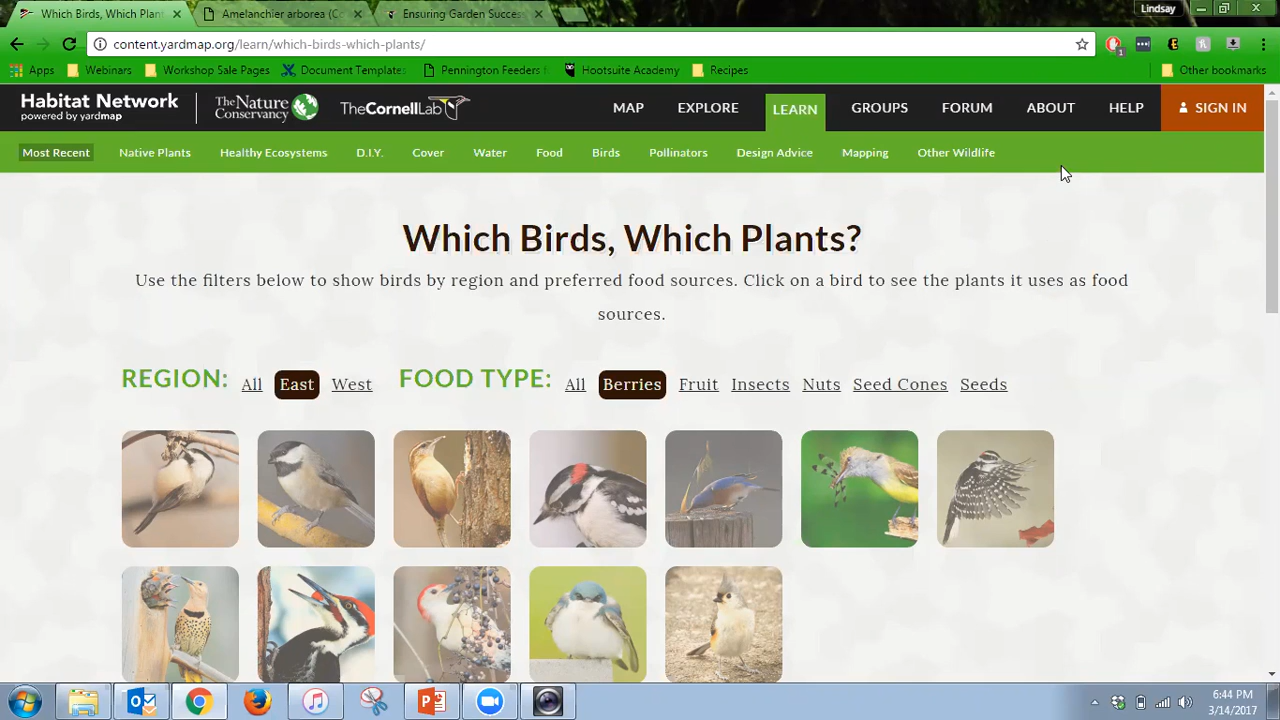 Lindsay
Which Birds, Which Plant
Amelanchier arborea (Co
Ensuring Garden Success
content.yardmap.org/learn/which-birds-which-plants/
Apps
Webinars
Workshop Sale Pages
Document Templates
Pennington Feeders
Hootsuite Academy
Recipes
Other bookmarks
Habitat Network
powered by yardmap
The Nature
Conservancy
TheCornellLab
MAP
EXPLORE
LEARN
GROUPS
FORUM
ABOUT
HELP
SIGN IN
Most Recent
Native Plants
Healthy Ecosystems
D.I.Y.
Cover
Water
Food
Birds
Pollinators
Design Advice
Mapping
Other Wildlife
Which Birds, Which Plants?
Use the filters below to show birds by region and preferred food sources. Click on a bird to see the plants it uses as food
sources.
REGION: All East West FOOD TYPE: All Berries Fruit Insects Nuts Seed Cones Seeds
6:44 PM
3/14/2017